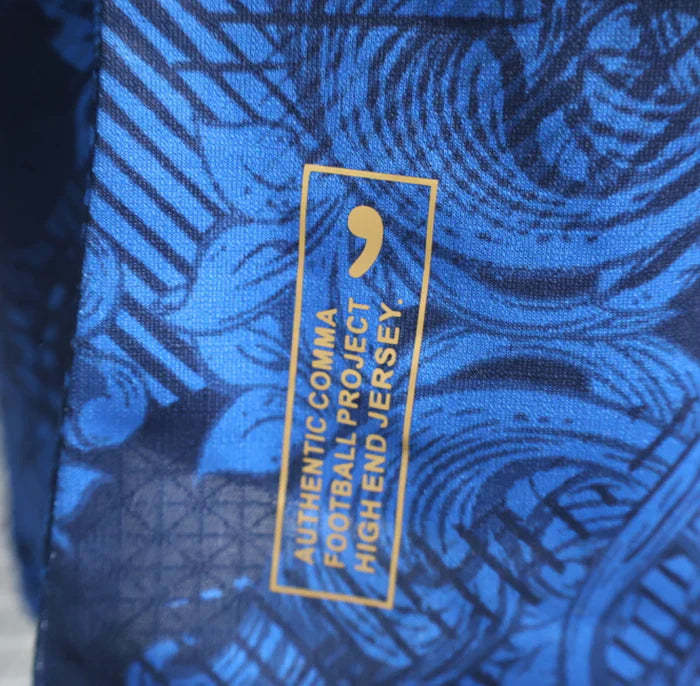 ,
AUTHENTIC COMMA
FOOTBALL PROJECT
HIGH END JERSEY.